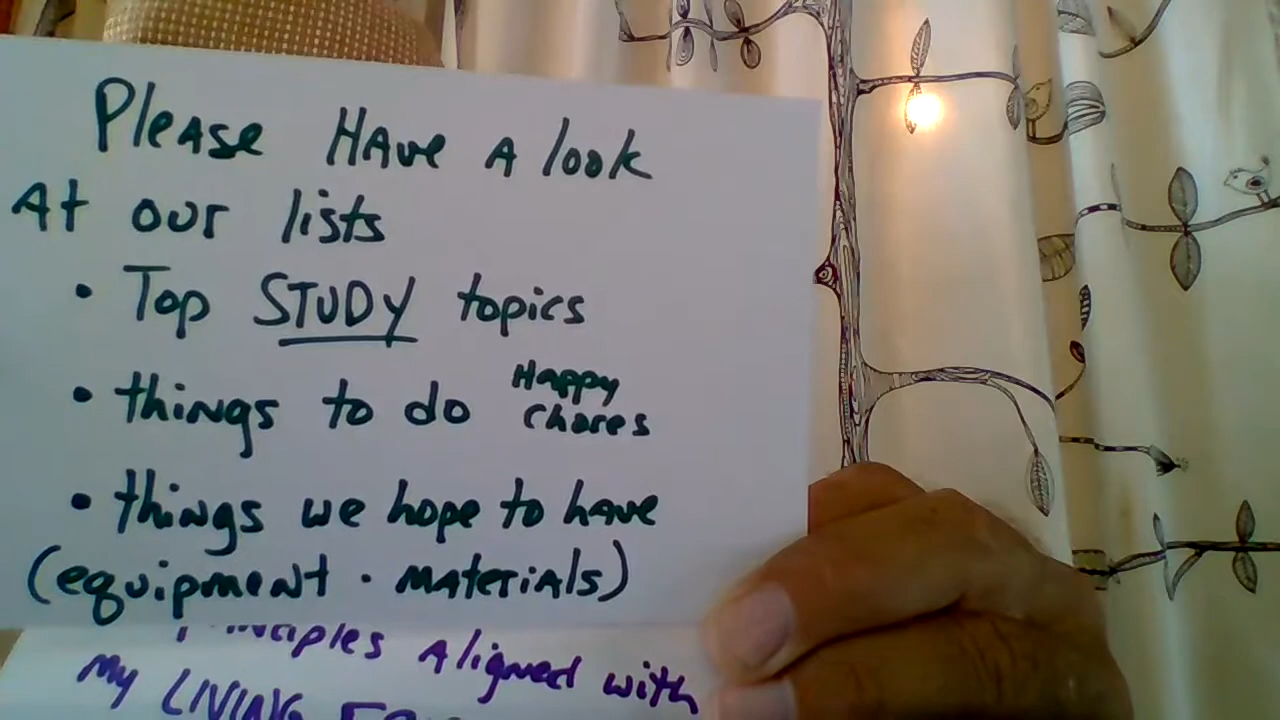 Please Have A look
At our lists
• Top STUDY topics
• things to do Happy Chores
• things we hope to have
(equipment · materials)
Aligned with
My LIVING